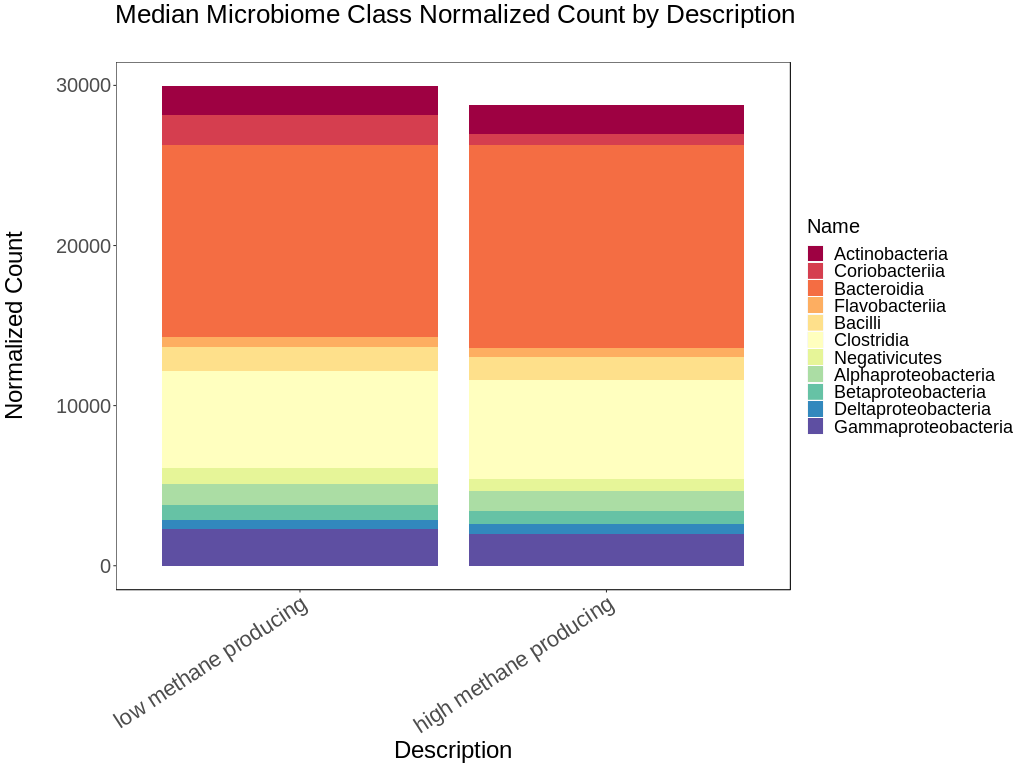 Median Microbiome Class Normalized Count by Description
Normalized Count
30000
20000
10000
0
low methane producing
high methane producing
Description
Name
Actinobacteria
Coriobacteriia
Bacteroidia
Flavobacteriia
Bacilli
Clostridia
Negativicutes
Alphaproteobacteria
Betaproteobacteria
Deltaproteobacteria
Gammaproteobacteria